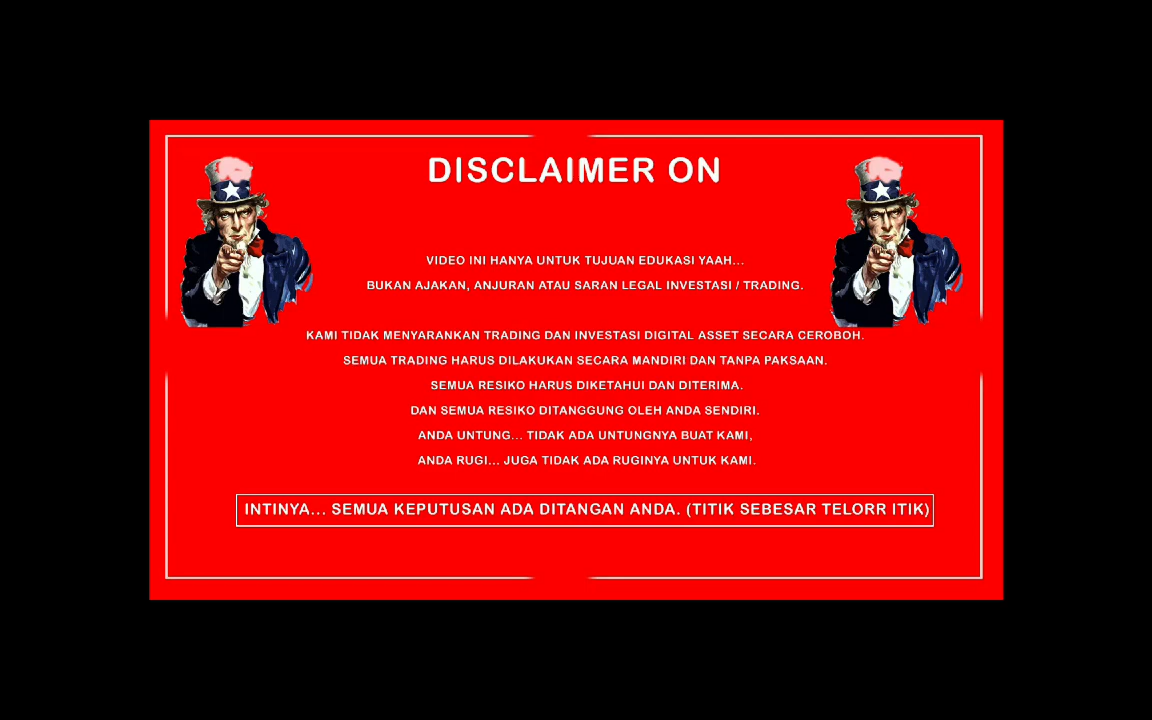 DISCLAIMER ON
VIDEO INI HANYA UNTUK TUJUAN EDUKASI YAAH...
BUKAN AJAKAN, ANJURAN ATAU SARAN LEGAL INVESTASI / TRADING.
KAMI TIDAK MENYARANKAN TRADING DAN INVESTASI DIGITAL ASSET SECARA CEROBOH.
SEMUA TRADING HARUS DILAKUKAN SECARA MANDIRI DAN TANPA PAKSAAN.
SEMUA RESIKO HARUS DIKETAHUI DAN DITERIMA.
DAN SEMUA RESIKO DITANGGUNG OLEH ANDA SENDIRI.
ANDA UNTUNG... TIDAK ADA UNTUNGNYA BUAT KAMI,
ANDA RUGI... JUGA TIDAK ADA RUGINYA UNTUK KAMI.
INTINYA... SEMUA KEPUTUSAN ADA DITANGAN ANDA. (TITIK SEBESAR TELORR ITIK)